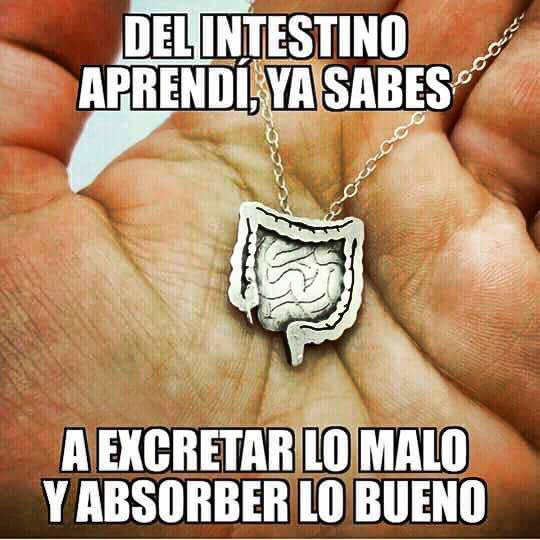 DEL INTESTINO
APRENDÍ, YA SABES
A EXCRETAR LO MALO
Y ABSORBER LO BUENO